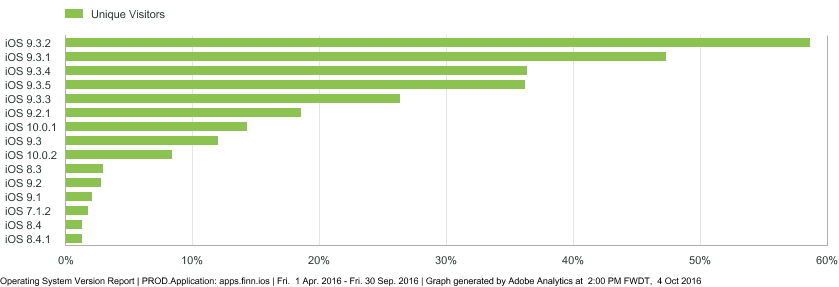 Unique Visitors
iOS 9.3.2
iOS 9.3.1
iOS 9.3.4
iOS 9.3.5
iOS 9.3.3
iOS 9.2.1
iOS 10.0.1
iOS 9.3
iOS 10.0.2
iOS 8.3
iOS 9.2
iOS 9.1
iOS 7.1.2
iOS 8.4
iOS 8.4.1
0% 10% 20% 30% 40% 50% 60%
Operating System Version Report | PROD.Application: apps.finn.ios | Fri. 1 Apr. 2016 - Fri. 30 Sep. 2016 | Graph generated by Adobe Analytics at 2:00 PM FWDT, 4 Oct 2016